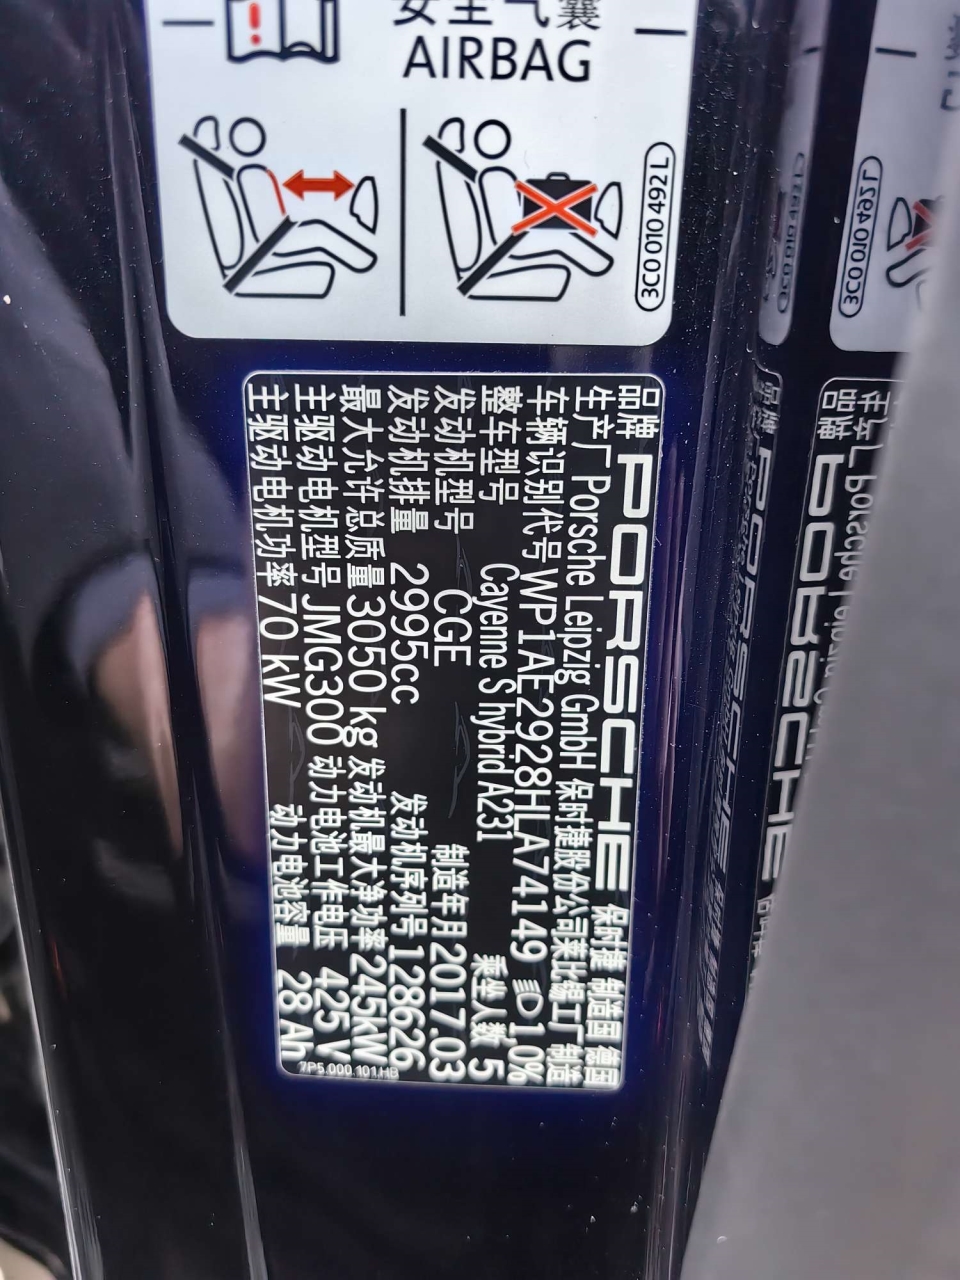 安全气囊
AIRBAG
3C0 010 492 L
品牌 PORSCHE 保时捷 制造国 德国
生产厂 Porsche Leipzig GmbH 保时捷股份公司莱比锡工厂制造
车辆识别代号 WP1AE2928HLA74149 1.0%
整车型号 Cayenne S hybrid A231 乘坐人数 5
发动机型号 CGE 制造年月 2017.03
发动机排量 2995cc 发动机序列号 128626
最大允许总质量 3050 kg 发动机最大净功率 245kW
主驱动电机型号 JMG300 动力电池工作电压 425 V
主驱动电机功率 70 kW 动力电池容量 28 Ah
7P5.000.101.HB